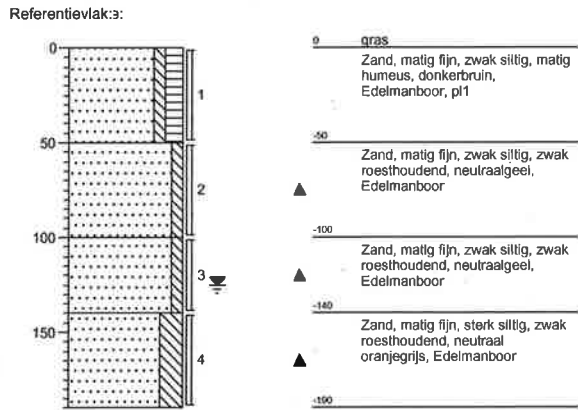 Referentievlak:3:
0
50
100
150
1
2
3
4
0
gras
Zand, matig fijn, zwak siltig, matig
humeus, donkerbruin,
Edelmanboor, pl1
-50
Zand, matig fijn, zwak siltig, zwak
roesthoudend, neutraalgeel,
Edelmanboor
-100
Zand, matig fijn, zwak siltig, zwak
roesthoudend, neutraalgeel,
Edelmanboor
-140
Zand, matig fijn, sterk siltig, zwak
roesthoudend, neutraal
oranjegrijs, Edelmanboor
-190